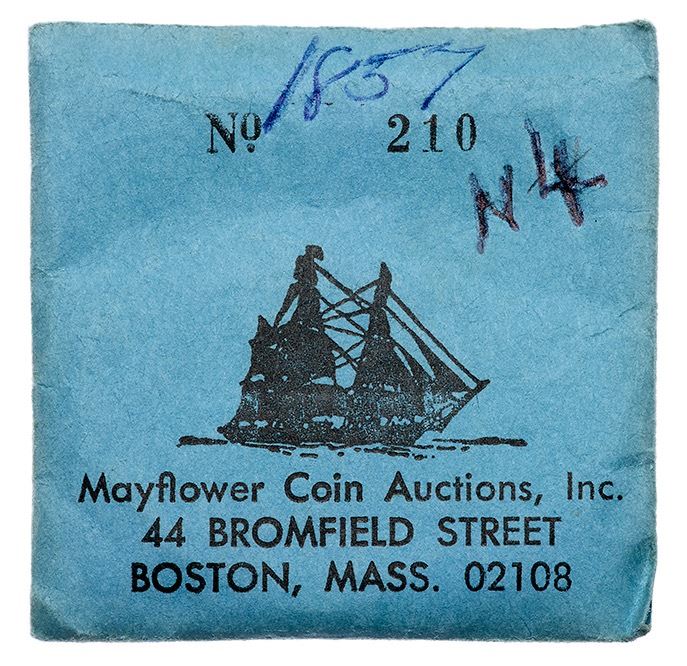 1857
Nº 210
N4
Mayflower Coin Auctions, Inc.
44 BROMFIELD STREET
BOSTON, MASS. 02108